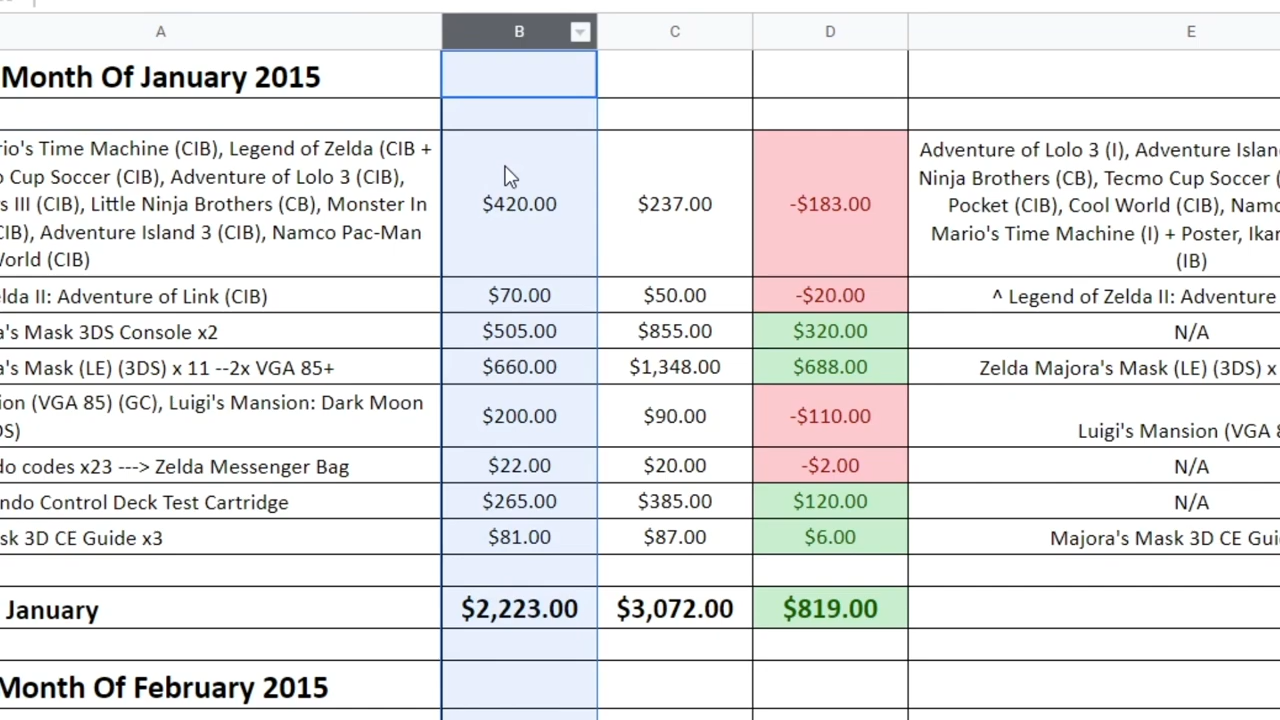 A B C D E
Month Of January 2015
rio's Time Machine (CIB), Legend of Zelda (CIB +
o Cup Soccer (CIB), Adventure of Lolo 3 (CIB),
s III (CIB), Little Ninja Brothers (CB), Monster In
CIB), Adventure Island 3 (CIB), Namco Pac-Man
World (CIB)
$420.00 $237.00 -$183.00
Adventure of Lolo 3 (I), Adventure Islan
Ninja Brothers (CB), Tecmo Cup Soccer (
Pocket (CIB), Cool World (CIB), Namc
Mario's Time Machine (I) + Poster, Ikar
(IB)
elda II: Adventure of Link (CIB) $70.00 $50.00 -$20.00 ^ Legend of Zelda II: Adventure
a's Mask 3DS Console x2 $505.00 $855.00 $320.00 N/A
a's Mask (LE) (3DS) x 11 --2x VGA 85+ $660.00 $1,348.00 $688.00 Zelda Majora's Mask (LE) (3DS) x
ion (VGA 85) (GC), Luigi's Mansion: Dark Moon
DS)
$200.00 $90.00 -$110.00 Luigi's Mansion (VGA 8
do codes x23 ---> Zelda Messenger Bag $22.00 $20.00 -$2.00 N/A
ndo Control Deck Test Cartridge $265.00 $385.00 $120.00 N/A
sk 3D CE Guide x3 $81.00 $87.00 $6.00 Majora's Mask 3D CE Gui
January $2,223.00 $3,072.00 $819.00
Month Of February 2015